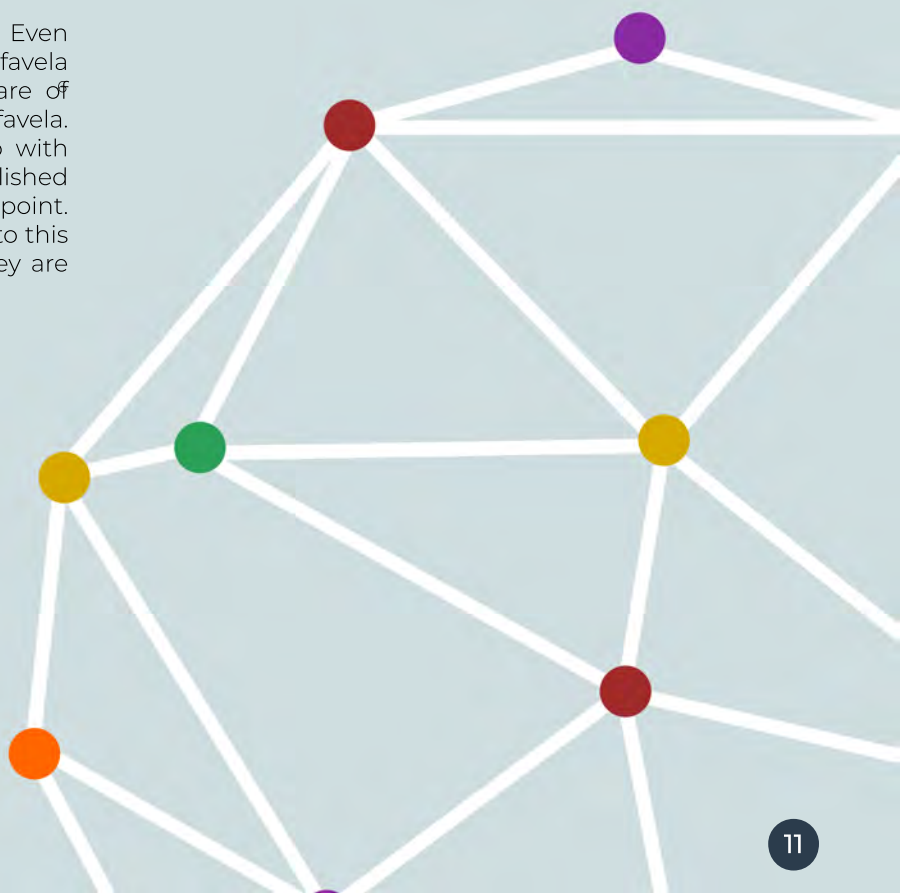 Even
favela
are of
favela.
with
lished
point.
to this
ey are
11